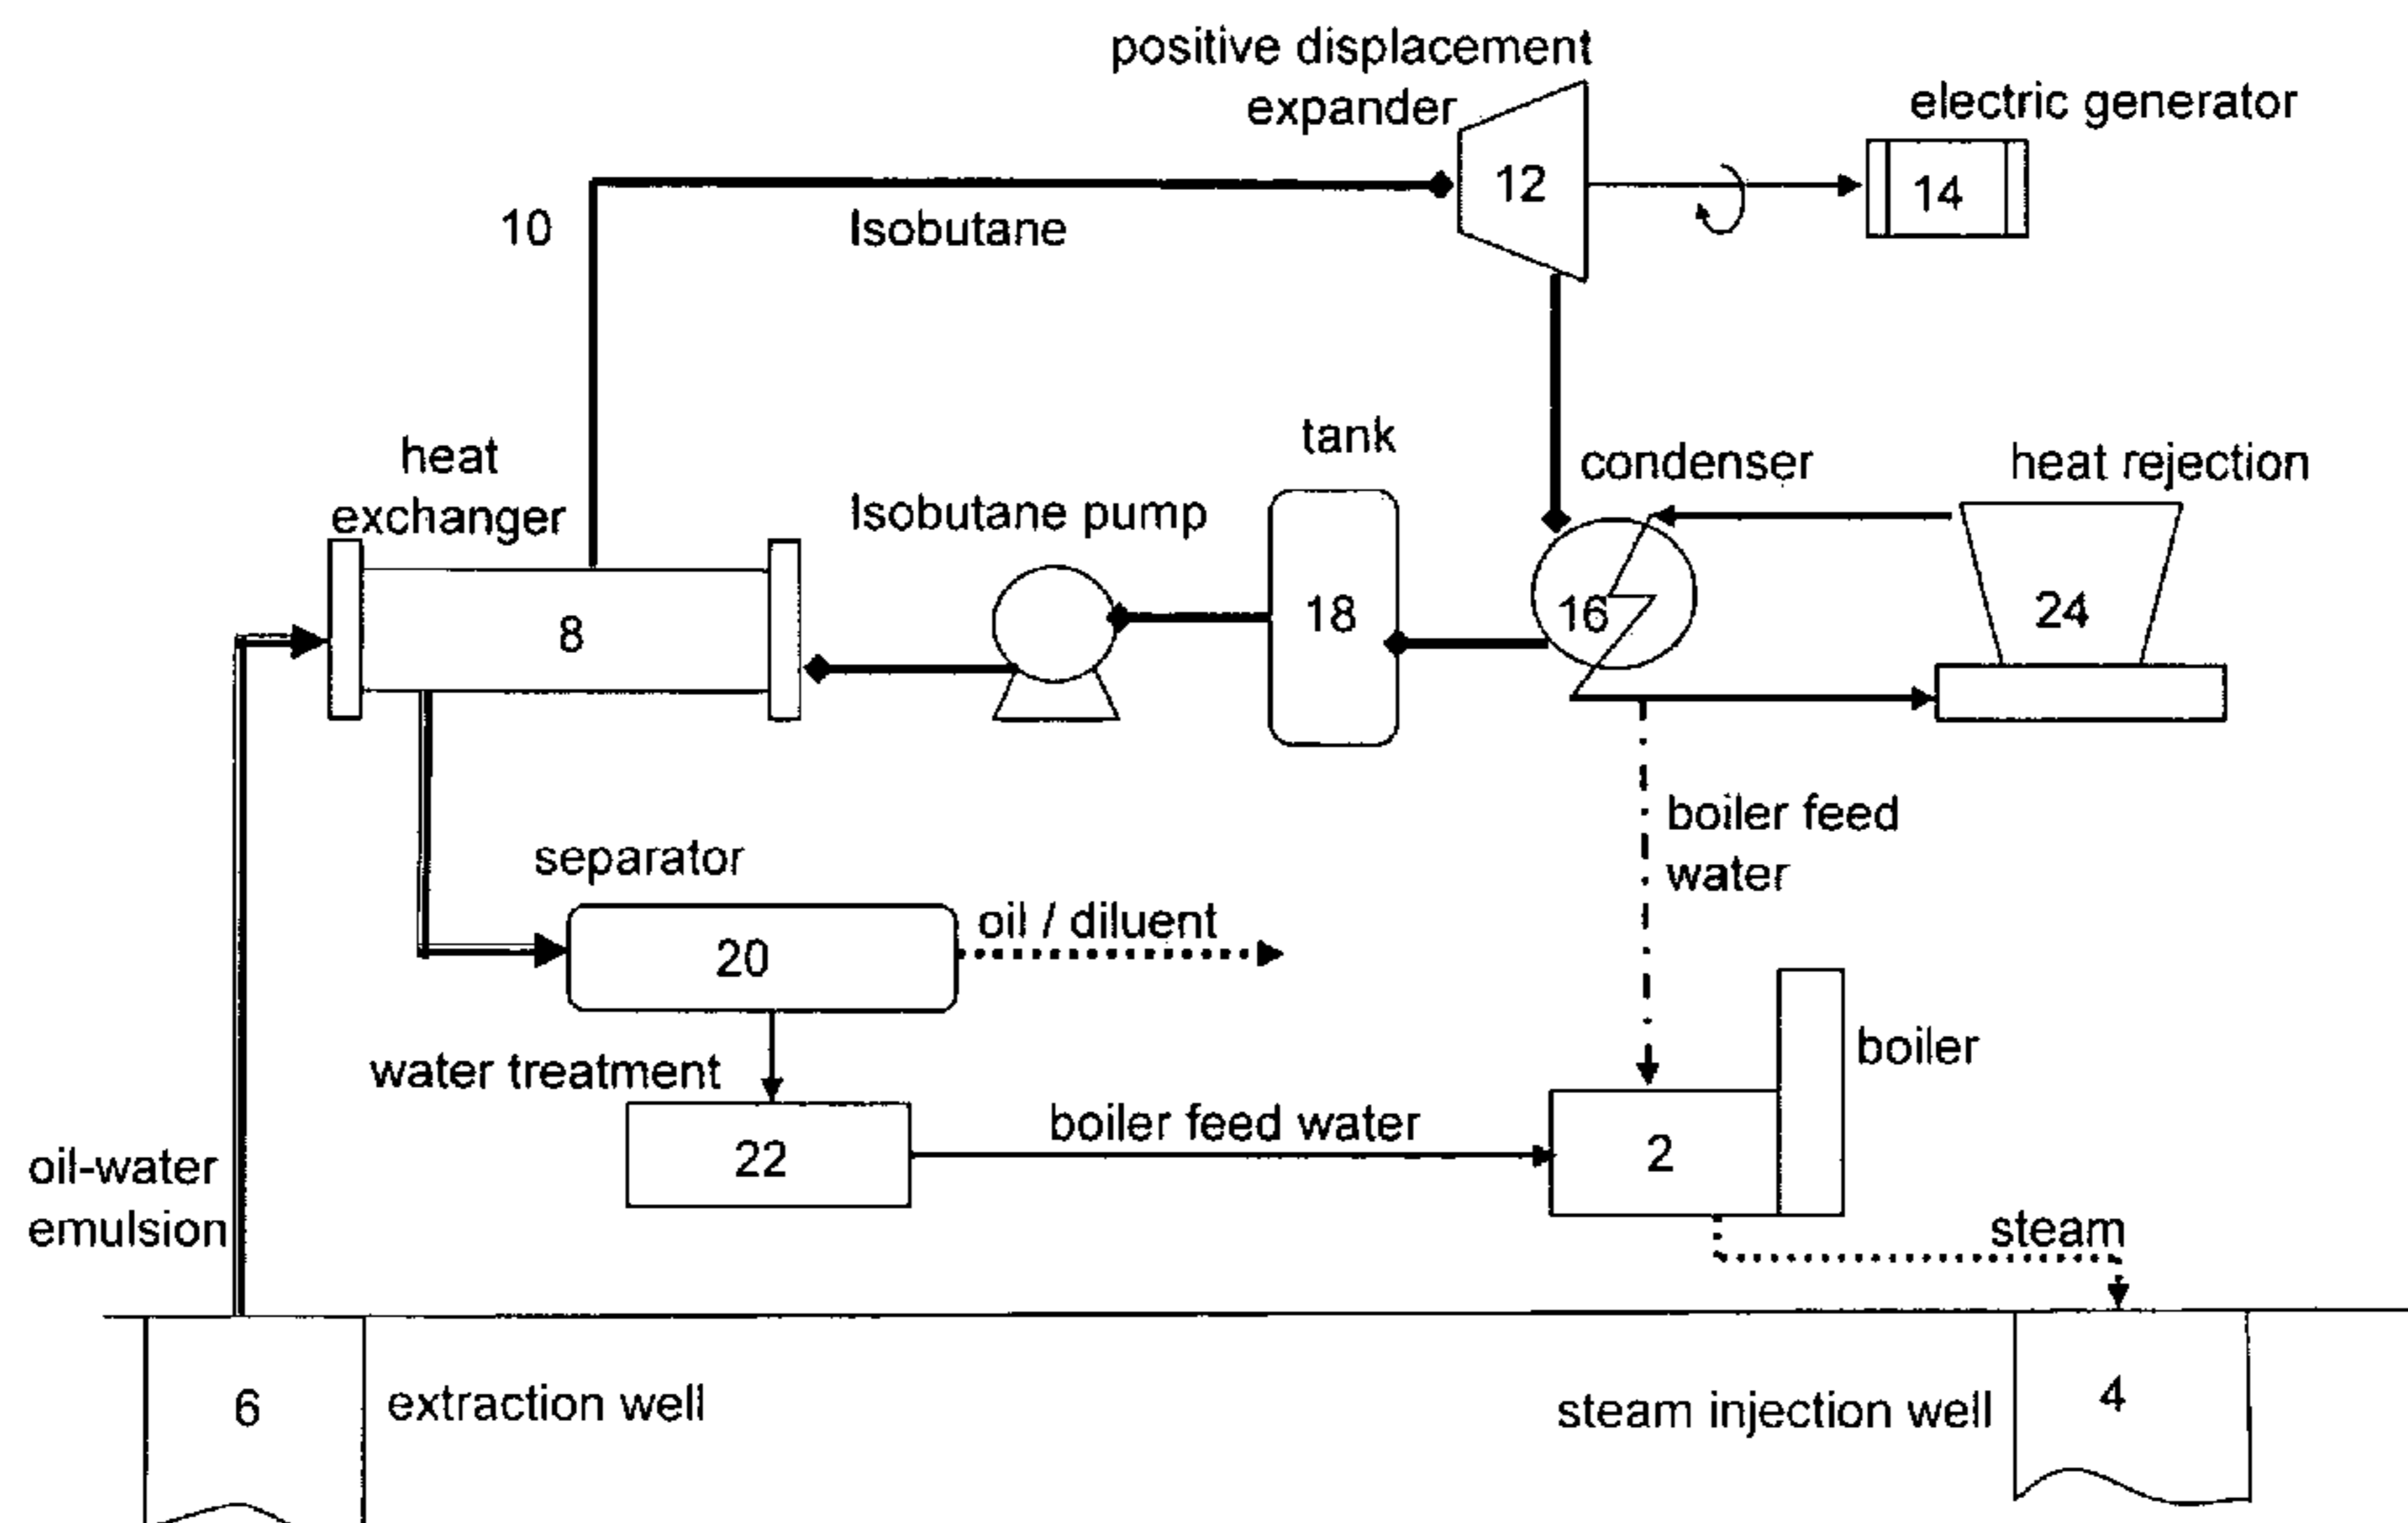 positive displacement
expander
electric generator
12
14
10
Isobutane
heat
exchanger
Isobutane pump
tank
condenser
heat rejection
8
18
16
24
boiler feed
water
separator
oil / diluent
20
water treatment
boiler
boiler feed water
22
2
oil-water
emulsion
steam
6
extraction well
steam injection well
4